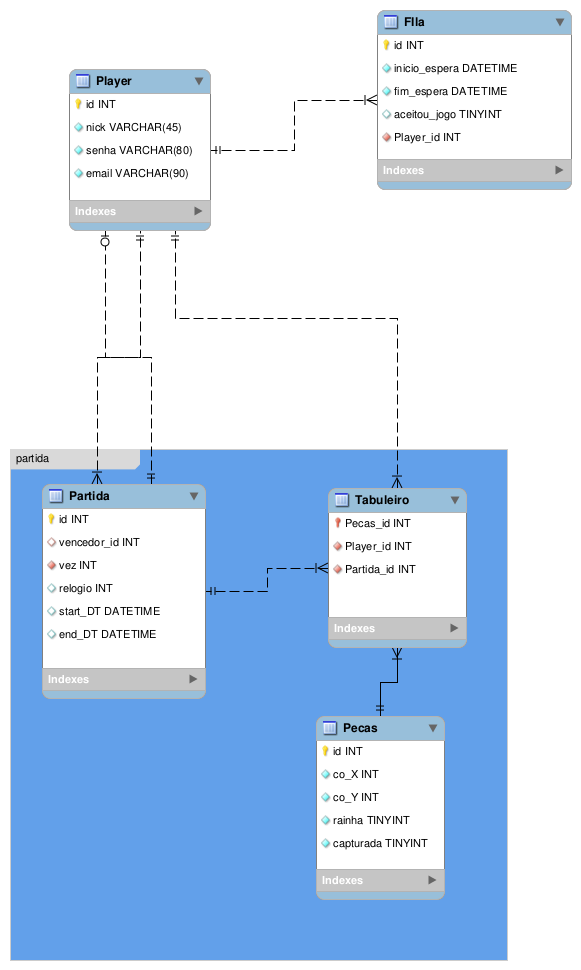 FIla
id INT
inicio_espera DATETIME
fim_espera DATETIME
aceitou_jogo TINYINT
Player_id INT
Indexes
Player
id INT
nick VARCHAR(45)
senha VARCHAR(80)
email VARCHAR(90)
Indexes
partida
Partida
id INT
vencedor_id INT
vez INT
relogio INT
start_DT DATETIME
end_DT DATETIME
Indexes
Tabuleiro
Pecas_id INT
Player_id INT
Partida_id INT
Indexes
Pecas
id INT
co_X INT
co_Y INT
rainha TINYINT
capturada TINYINT
Indexes